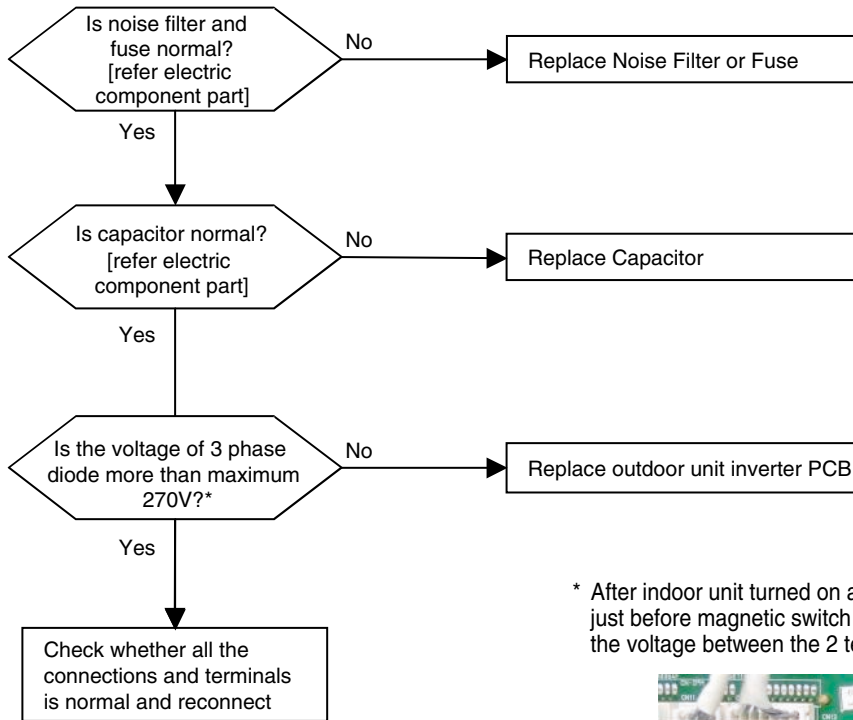 Is noise filter and
fuse normal?
[refer electric
component part]
No
Replace Noise Filter or Fuse
Yes
Is capacitor normal?
[refer electric
component part]
No
Replace Capacitor
Yes
Is the voltage of 3 phase
diode more than maximum
270V?*
No
Replace outdoor unit inverter PCB
Yes
Check whether all the
connections and terminals
is normal and reconnect
* After indoor unit turned on
just before magnetic switch
the voltage between the 2